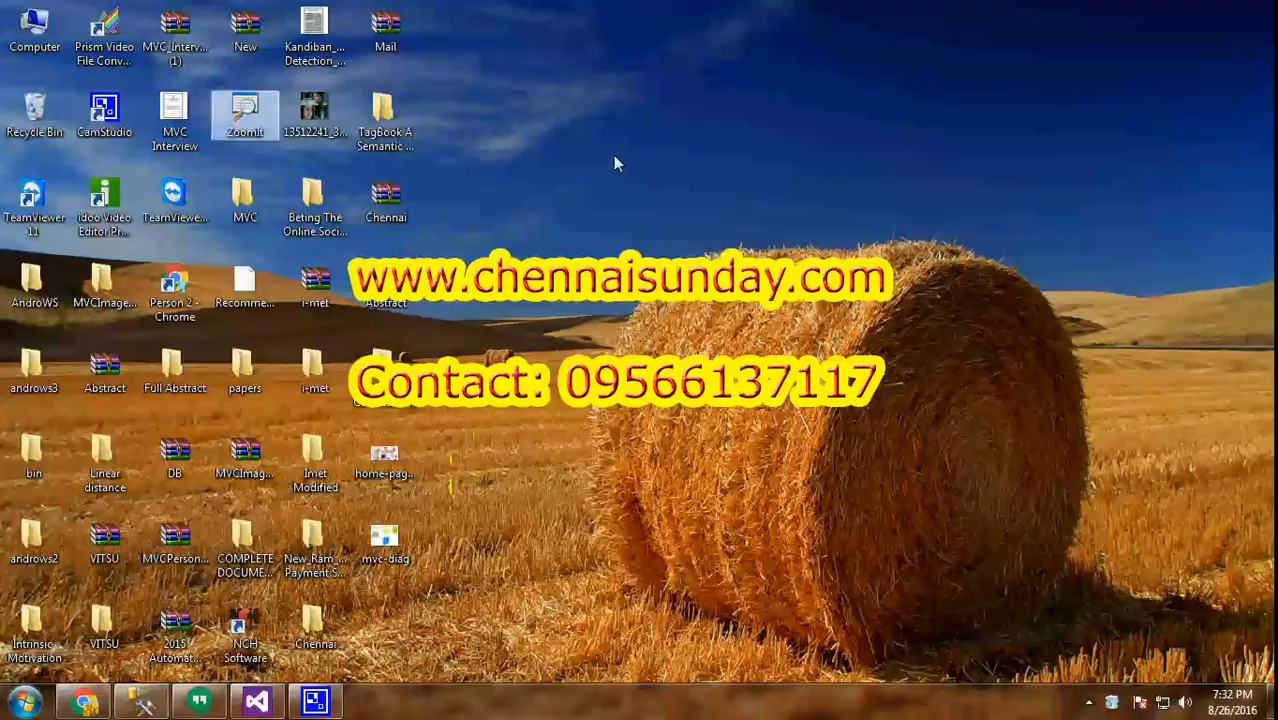 Computer
Prism Video File Conv...
MVC_Interv... (1)
New
Kandiban_... Detection_...
Mail
Recycle Bin
CamStudio
MVC Interview
ZoomIt
13512241_3...
TagBook A Semantic ...
TeamViewer 11
idoo Video Editor Pr...
TeamViewe...
MVC
Beting The Online Soci...
Chennai
www.chennaisunday.com
AndroWS
MVCImage...
Person 2 - Chrome
Recomme...
i-met
Abstract
Contact: 09566137117
androws3
Abstract
Full Abstract
papers
i-met
bin
Linear distance
DB
MVCImag...
Imet Modified
home-pag...
androws2
VITSU
MVCPerson...
COMPLETE DOCUME...
New_Ram_... Payment S...
mvc-diag
Intrinsic Motivation
VITSU
2015 Automat...
NCH Software
Chennai
7:32 PM
8/26/2016